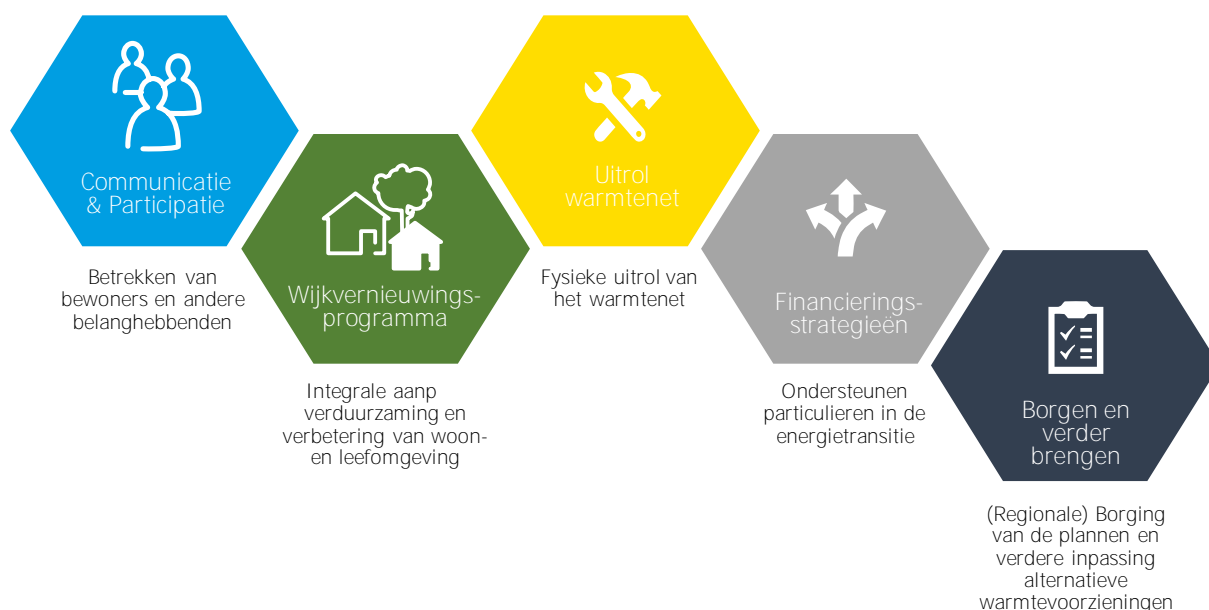 Communicatie
& Participatie
Betrekken van
bewoners en andere
belanghebbenden
Wijkvernieuwings-
programma
Integrale aanp
verduurzaming en
verbetering van woon-
en leefomgeving
Uitrol
warmtenet
Fysieke uitrol van
het warmtenet
Financierings-
strategieën
Ondersteunen
particulieren in de
energietransitie
Borgen en
verder
brengen
(Regionale) Borging
van de plannen en
verdere inpassing
alternatieve
warmtevoorzieningen